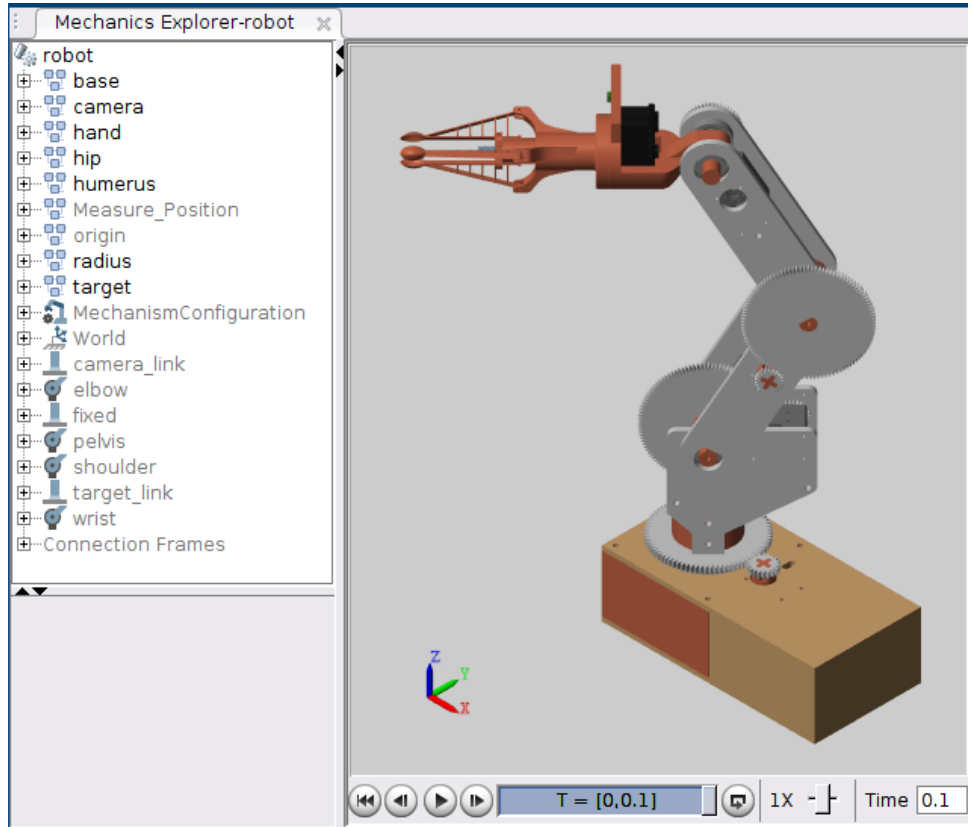 Mechanics Explorer-robot
robot
base
camera
hand
hip
humerus
Measure_Position
origin
radius
target
MechanismConfiguration
World
camera_link
elbow
fixed
pelvis
shoulder
target_link
wrist
Connection Frames
Z
Y
X
T = [0,0.1] 1X Time 0.1